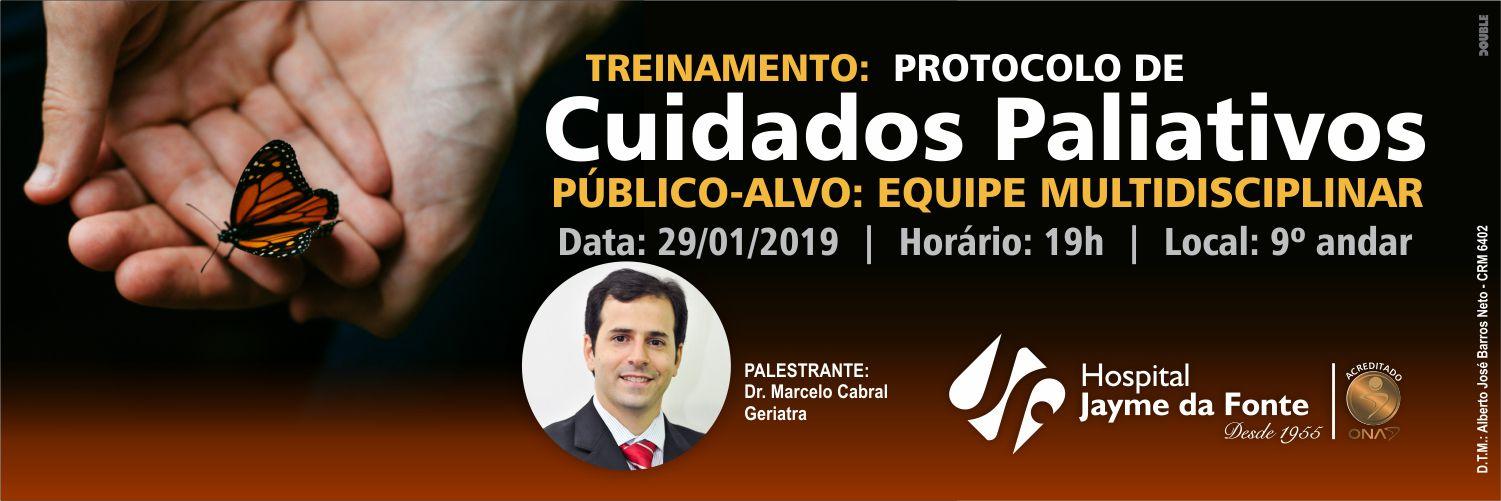 TREINAMENTO: PROTOCOLO DE
Cuidados Paliativos
PÚBLICO-ALVO: EQUIPE MULTIDISCIPLINAR
Data: 29/01/2019 | Horário: 19h | Local: 9º andar
PALESTRANTE:
Dr. Marcelo Cabral
Geriatra
Hospital
Jayme da Fonte
Desde 1955
ACREDITADO
ONA
DOUBLE
D.T.M.: Alberto José Barros Neto - CRM 6402